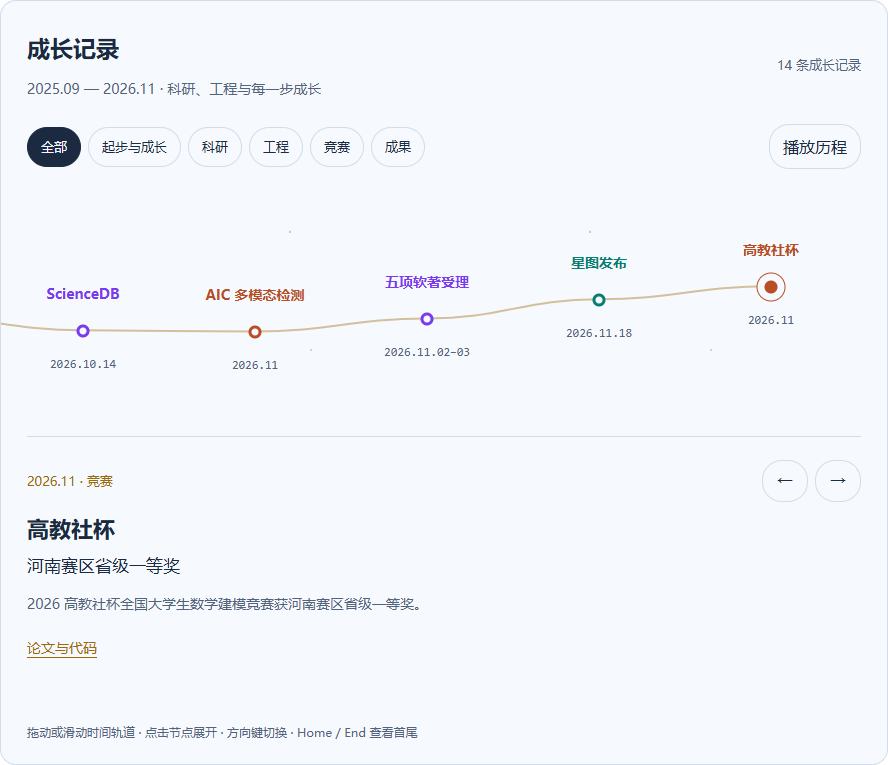 成长记录
2025.09 — 2026.11 · 科研、工程与每一步成长
14 条成长记录
全部 起步与成长 科研 工程 竞赛 成果 播放历程
ScienceDB
2026.10.14
AIC 多模态检测
2026.11
五项软著受理
2026.11.02–03
星图发布
2026.11.18
高教社杯
2026.11
2026.11 · 竞赛
← →
高教社杯
河南赛区省级一等奖
2026 高教社杯全国大学生数学建模竞赛获河南赛区省级一等奖。
论文与代码
拖动或滑动时间轨道 · 点击节点展开 · 方向键切换 · Home / End 查看首尾